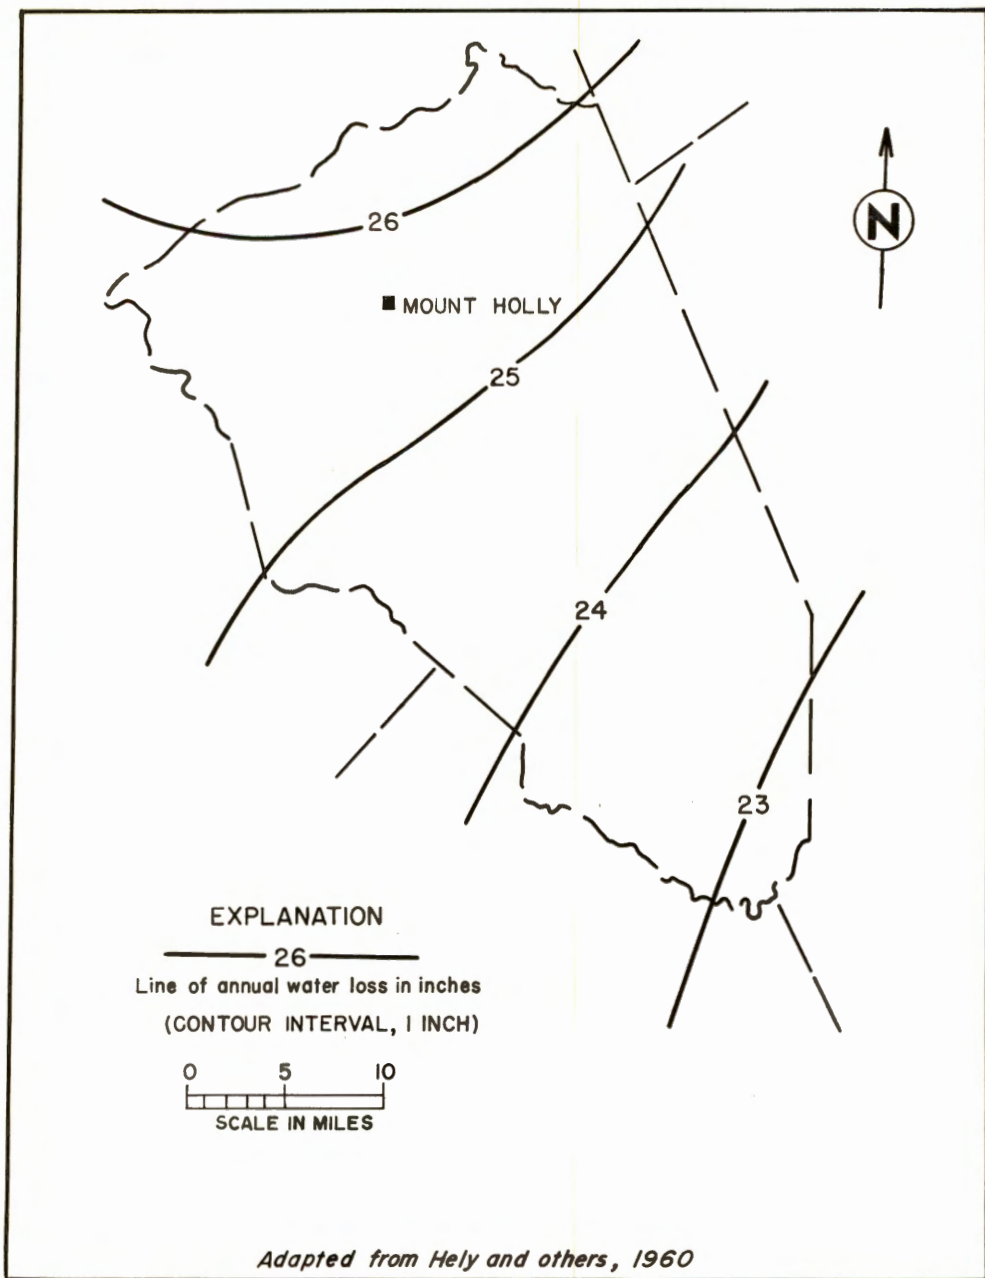 26
N
MOUNT HOLLY
25
24
23
EXPLANATION
26
Line of annual water loss in inches
(CONTOUR INTERVAL, 1 INCH)
0 5 10
SCALE IN MILES
Adapted from Hely and others, 1960